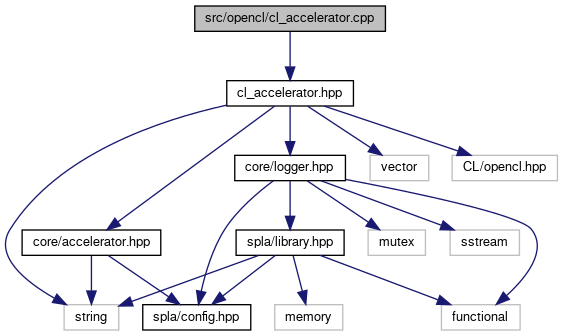 src/opencl/cl_accelerator.cpp
cl_accelerator.hpp
core/logger.hpp
vector
CL/opencl.hpp
core/accelerator.hpp
spla/library.hpp
mutex
sstream
string
spla/config.hpp
memory
functional